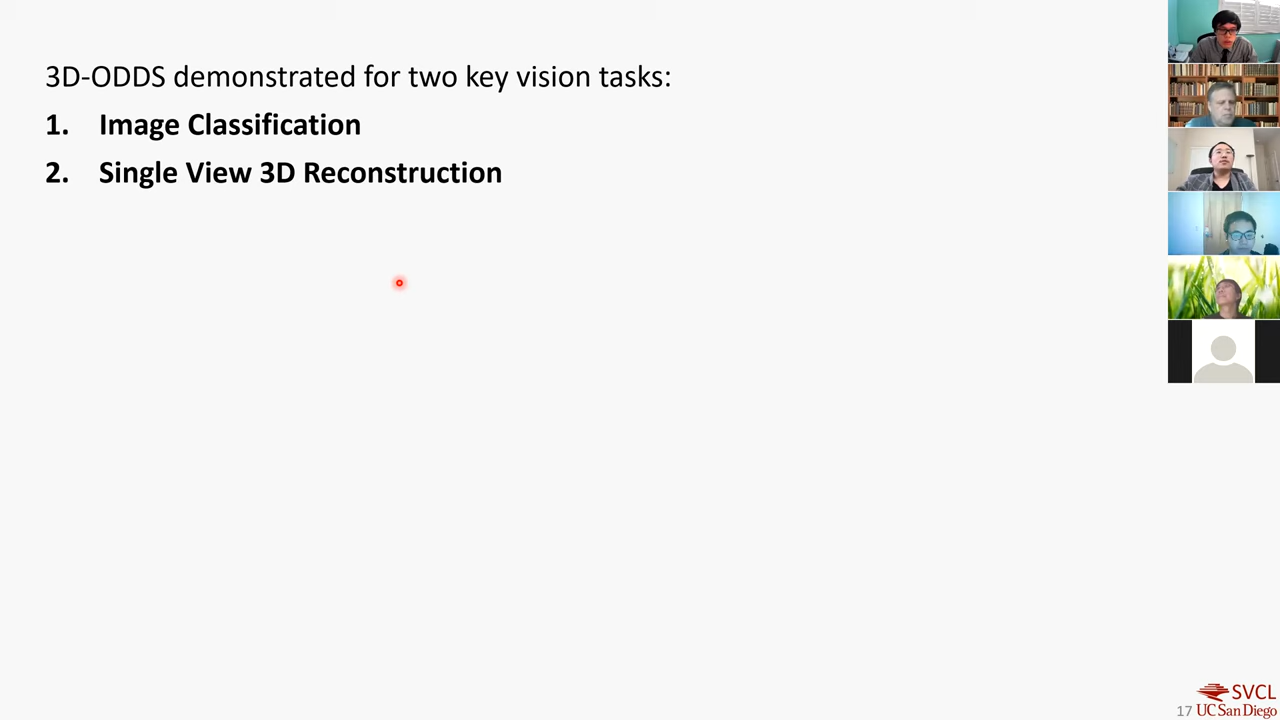 3D-ODDS demonstrated for two key vision tasks:
1. Image Classification
2. Single View 3D Reconstruction
SVCL
17 UC San Diego